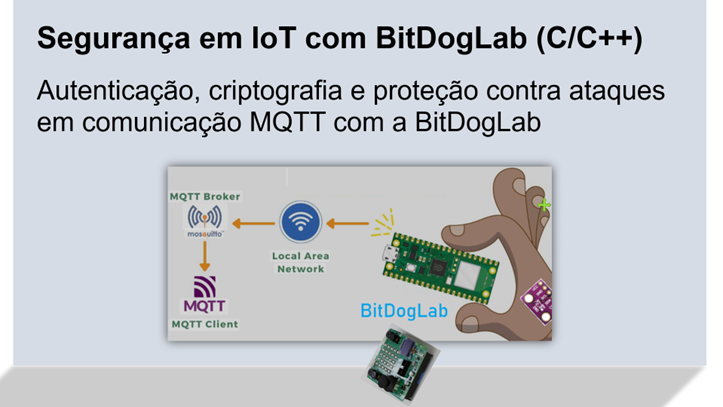 Segurança em IoT com BitDogLab (C/C++)
Autenticação, criptografia e proteção contra ataques
em comunicação MQTT com a BitDogLab
MQTT Broker
mosquitto
Local Area
Network
MQTT
MQTT Client
BitDogLab